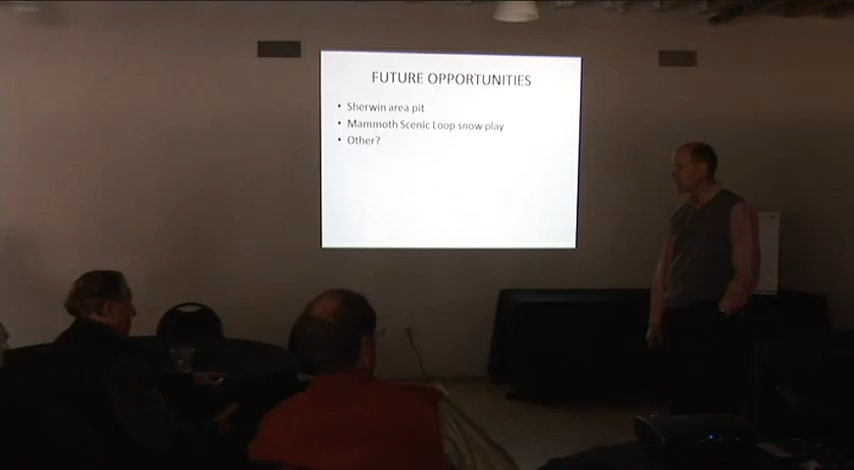 FUTURE OPPORTUNITIES
• Sherwin area pit
• Mammoth Scenic Loop snow play
• Other?